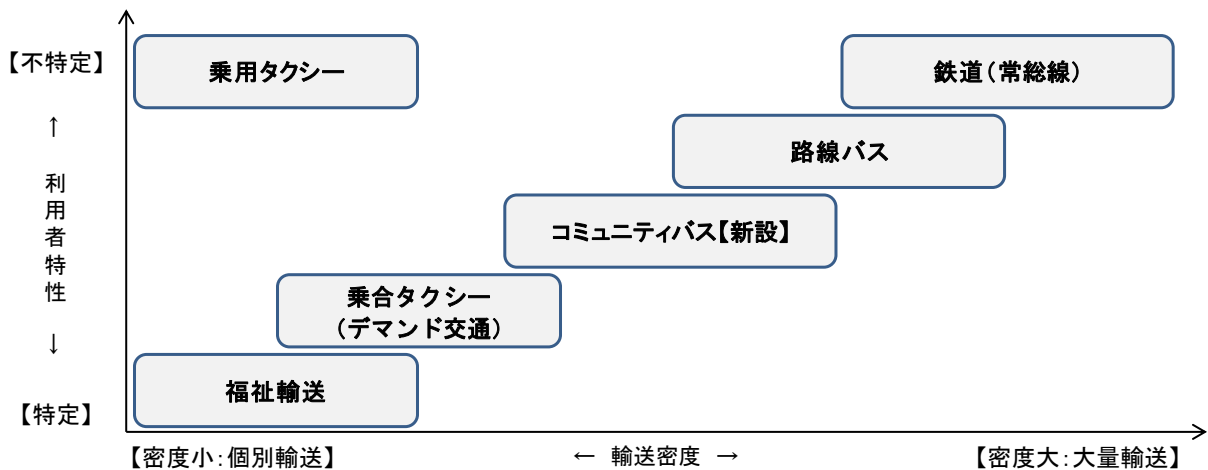 【不特定】
乗用タクシー
鉄道（常総線）
路線バス
↑
利用者特性
↓
コミュニティバス【新設】
乗合タクシー
（デマンド交通）
福祉輸送
【特定】
【密度小：個別輸送】
← 輸送密度 →
【密度大：大量輸送】